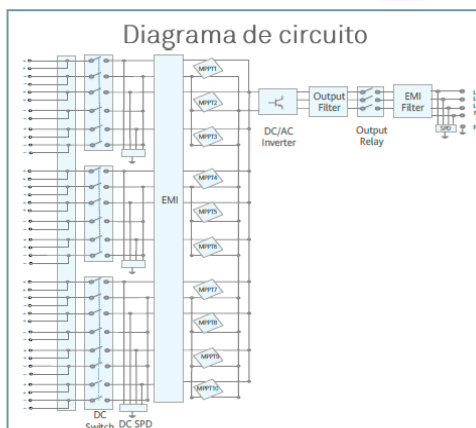 Diagrama de circuito
MPPT1
MPPT2
MPPT3
MPPT4
MPPT5
MPPT6
MPPT7
MPPT8
MPPT9
MPPT10
EMI
DC
Switch
DC SPD
DC/AC
Inverter
Output
Filter
Output
Relay
EMI
Filter
SPD
L
L